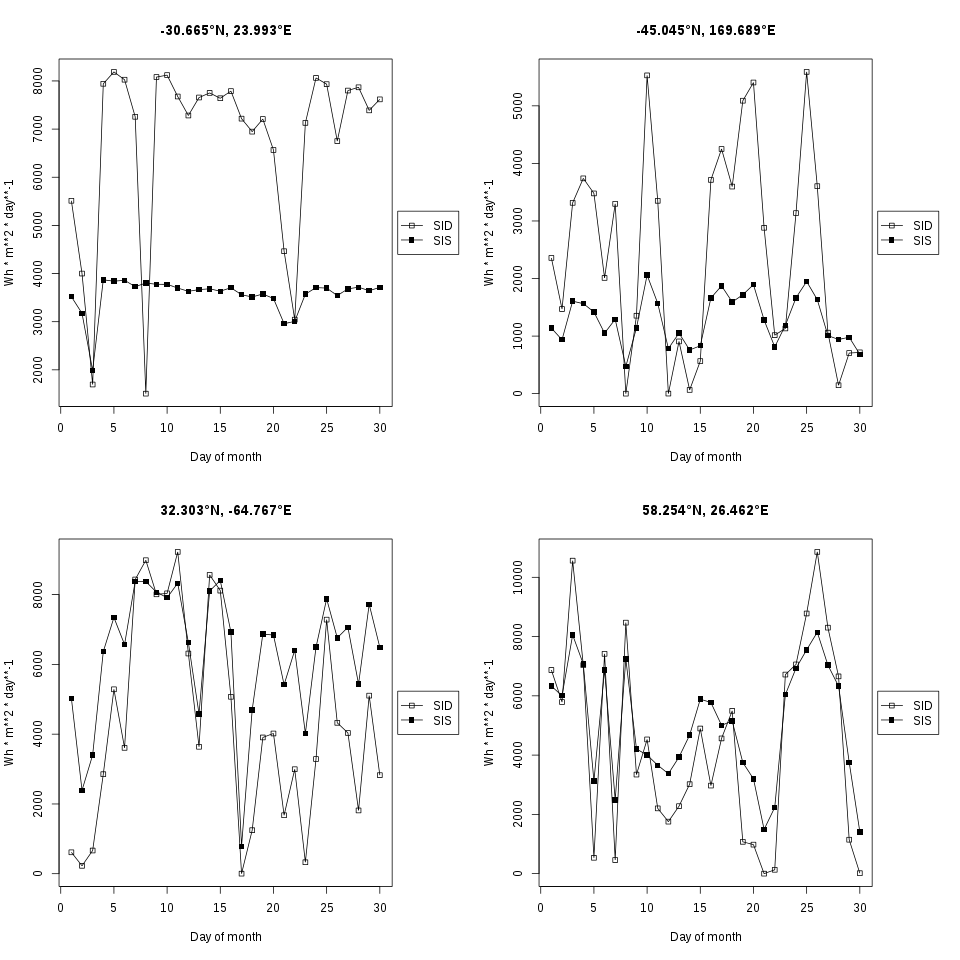 -30.665°N, 23.993°E
Wh * m**2 * day**-1
8000
7000
6000
5000
4000
3000
2000
0 5 10 15 20 25 30
Day of month
SID
SIS
-45.045°N, 169.689°E
Wh * m**2 * day**-1
5000
4000
3000
2000
1000
0
0 5 10 15 20 25 30
Day of month
SID
SIS
32.303°N, -64.767°E
Wh * m**2 * day**-1
8000
6000
4000
2000
0
0 5 10 15 20 25 30
Day of month
SID
SIS
58.254°N, 26.462°E
Wh * m**2 * day**-1
10000
8000
6000
4000
2000
0
0 5 10 15 20 25 30
Day of month
SID
SIS